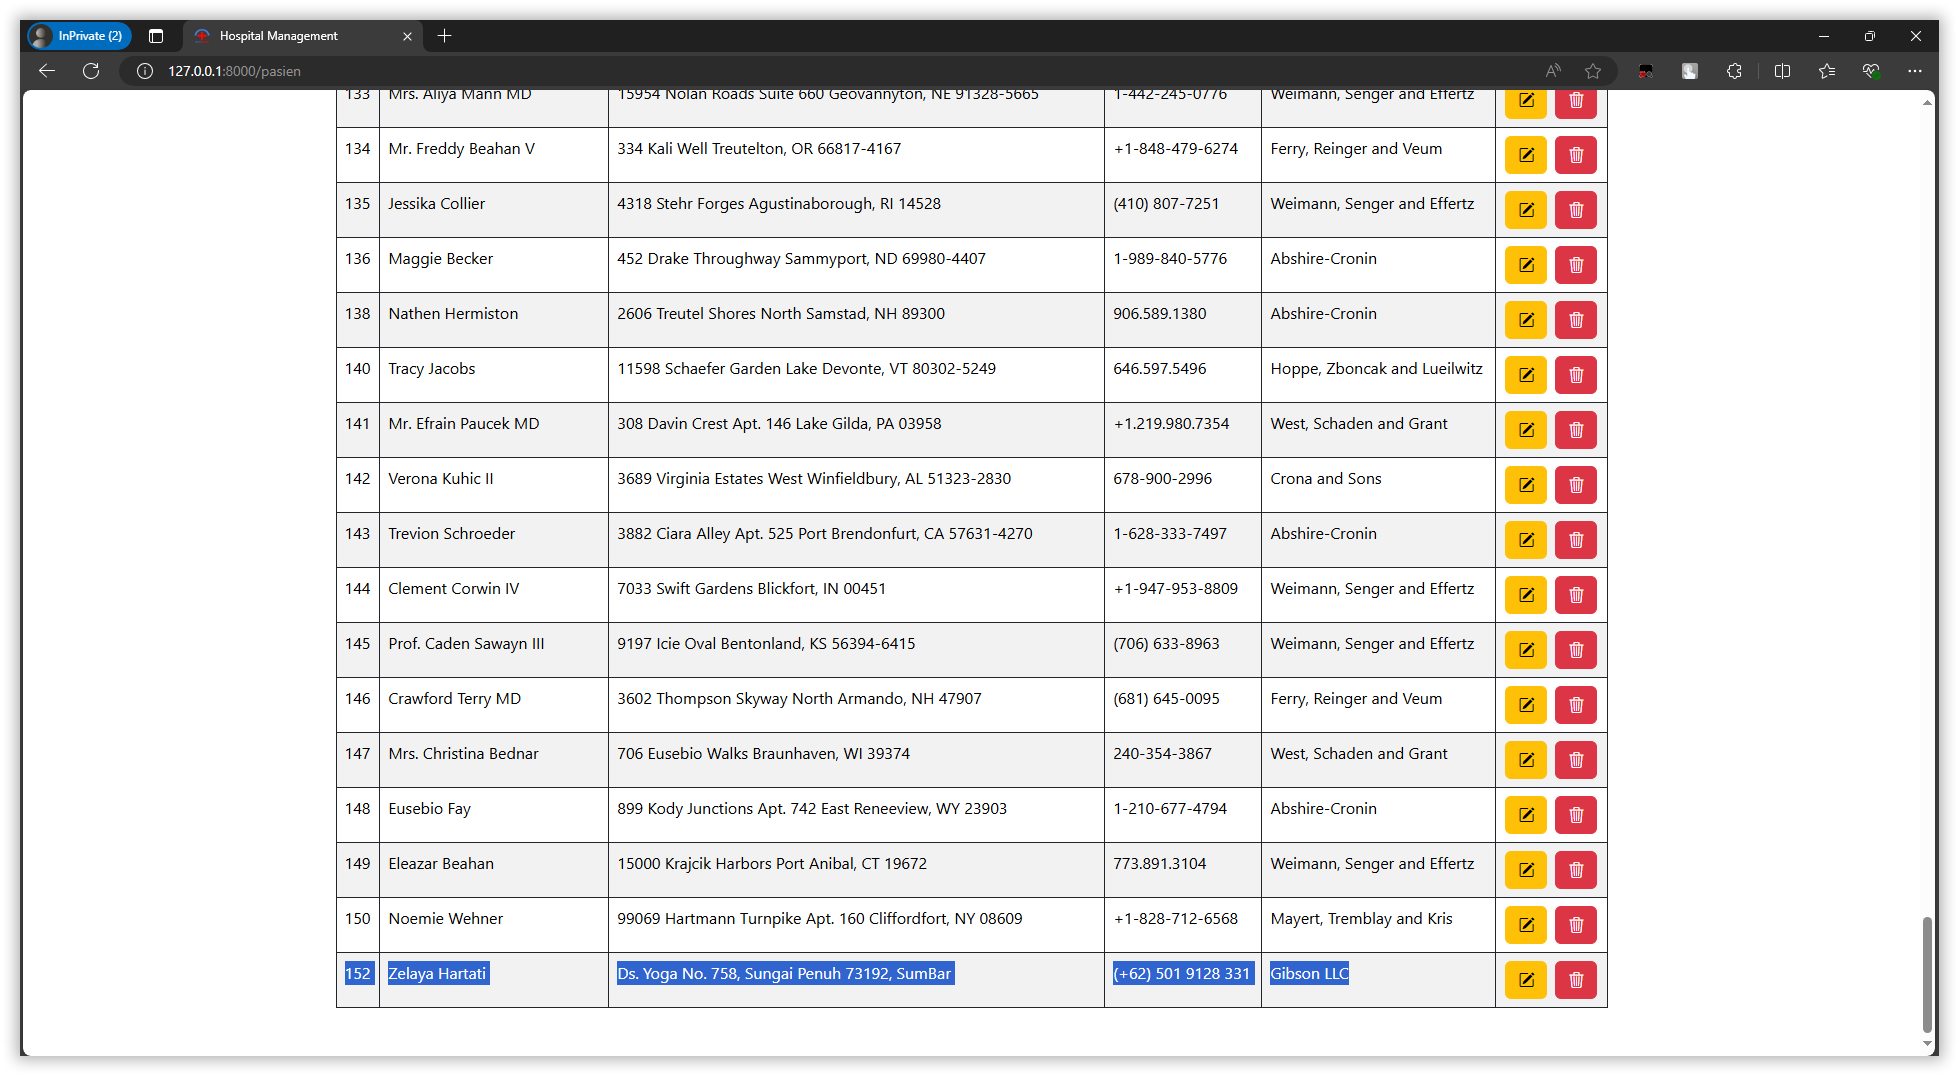 InPrivate (2)
Hospital Management
127.0.0.1:8000/pasien
133 Mrs. Aliya Mann MD 15954 Nolan Roads Suite 660 Geovannyton, NE 91328-5665 1-442-245-0776 Weimann, Senger and Effertz
134 Mr. Freddy Beahan V 334 Kali Well Treutelton, OR 66817-4167 +1-848-479-6274 Ferry, Reinger and Veum
135 Jessika Collier 4318 Stehr Forges Agustinaborough, RI 14528 (410) 807-7251 Weimann, Senger and Effertz
136 Maggie Becker 452 Drake Throughway Sammyport, ND 69980-4407 1-989-840-5776 Abshire-Cronin
138 Nathen Hermiston 2606 Treutel Shores North Samstad, NH 89300 906.589.1380 Abshire-Cronin
140 Tracy Jacobs 11598 Schaefer Garden Lake Devonte, VT 80302-5249 646.597.5496 Hoppe, Zboncak and Lueilwitz
141 Mr. Efrain Paucek MD 308 Davin Crest Apt. 146 Lake Gilda, PA 03958 +1.219.980.7354 West, Schaden and Grant
142 Verona Kuhic II 3689 Virginia Estates West Winfieldbury, AL 51323-2830 678-900-2996 Crona and Sons
143 Trevion Schroeder 3882 Ciara Alley Apt. 525 Port Brendonfurt, CA 57631-4270 1-628-333-7497 Abshire-Cronin
144 Clement Corwin IV 7033 Swift Gardens Blickfort, IN 00451 +1-947-953-8809 Weimann, Senger and Effertz
145 Prof. Caden Sawayn III 9197 Icie Oval Bentonland, KS 56394-6415 (706) 633-8963 Weimann, Senger and Effertz
146 Crawford Terry MD 3602 Thompson Skyway North Armando, NH 47907 (681) 645-0095 Ferry, Reinger and Veum
147 Mrs. Christina Bednar 706 Eusebio Walks Braunhaven, WI 39374 240-354-3867 West, Schaden and Grant
148 Eusebio Fay 899 Kody Junctions Apt. 742 East Reneeview, WY 23903 1-210-677-4794 Abshire-Cronin
149 Eleazar Beahan 15000 Krajcik Harbors Port Anibal, CT 19672 773.891.3104 Weimann, Senger and Effertz
150 Noemie Wehner 99069 Hartmann Turnpike Apt. 160 Cliffordfort, NY 08609 +1-828-712-6568 Mayert, Tremblay and Kris
152 Zelaya Hartati Ds. Yoga No. 758, Sungai Penuh 73192, SumBar (+62) 501 9128 331 Gibson LLC